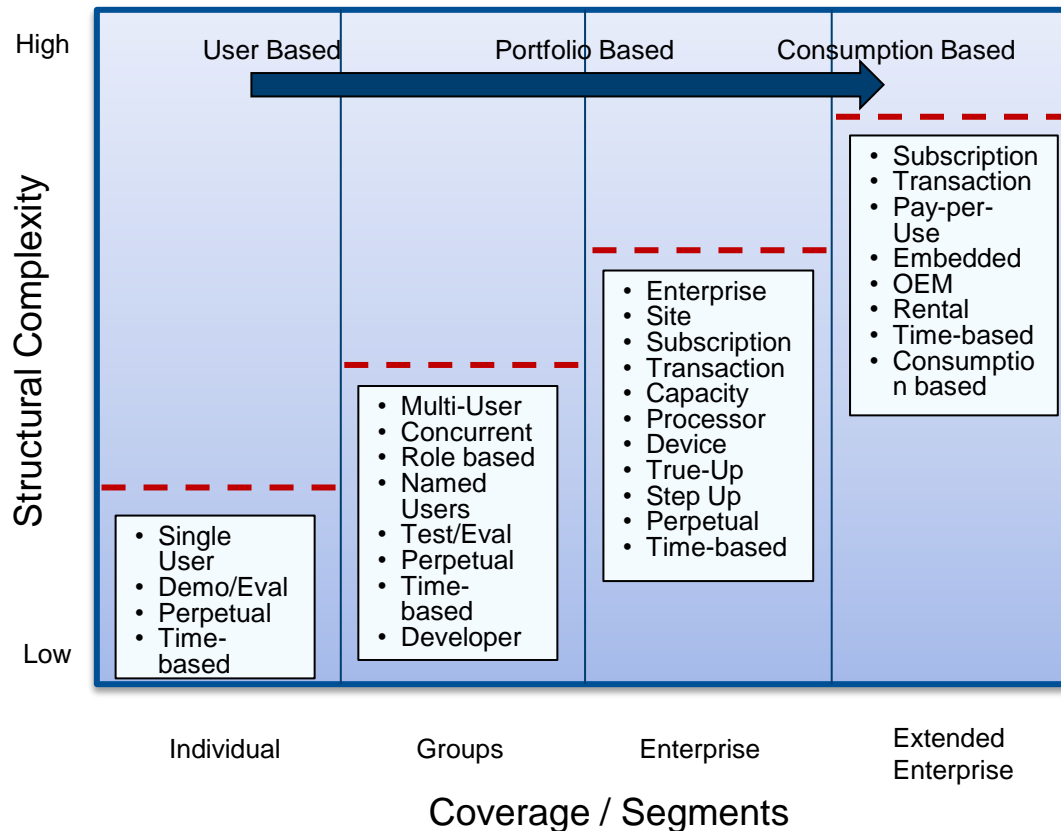 High
User Based
Portfolio Based
Consumption Based
Structural Complexity
• Single
User
• Demo/Eval
• Perpetual
• Time-
based
• Multi-User
• Concurrent
• Role based
• Named
Users
• Test/Eval
• Perpetual
• Time-
based
• Developer
• Enterprise
• Site
• Subscription
• Transaction
• Capacity
• Processor
• Device
• True-Up
• Step Up
• Perpetual
• Time-based
• Subscription
• Transaction
• Pay-per-
Use
• Embedded
• OEM
• Rental
• Time-based
• Consumptio
n based
Low
Individual
Groups
Enterprise
Extended
Enterprise
Coverage / Segments